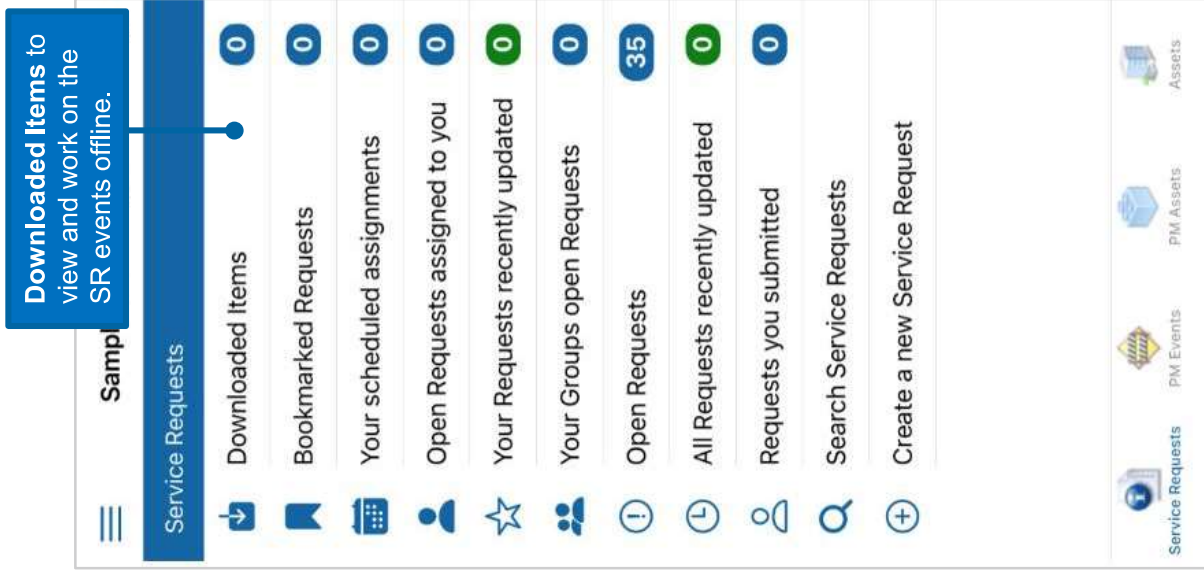 Downloaded Items to
view and work on the
SR events offline.
Sampl
Service Requests
Downloaded Items 0
Bookmarked Requests 0
Your scheduled assignments 0
Open Requests assigned to you 0
Your Requests recently updated 0
Your Groups open Requests 0
Open Requests 35
All Requests recently updated 0
Requests you submitted 0
Search Service Requests
Create a new Service Request
Service Requests PM Events PM Assets Assets